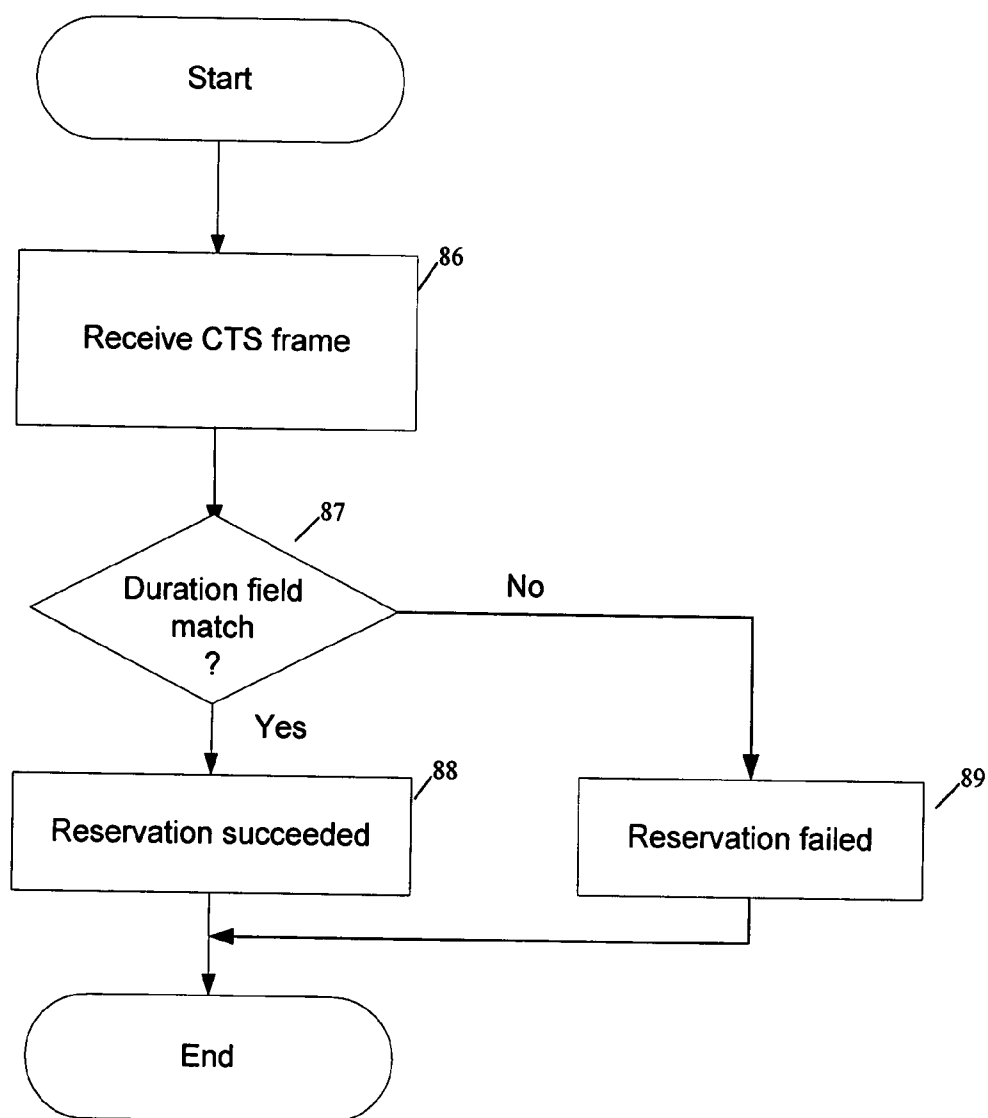 Start
86
Receive CTS frame
87
Duration field
match
?
No
Yes
88
Reservation succeeded
89
Reservation failed
End